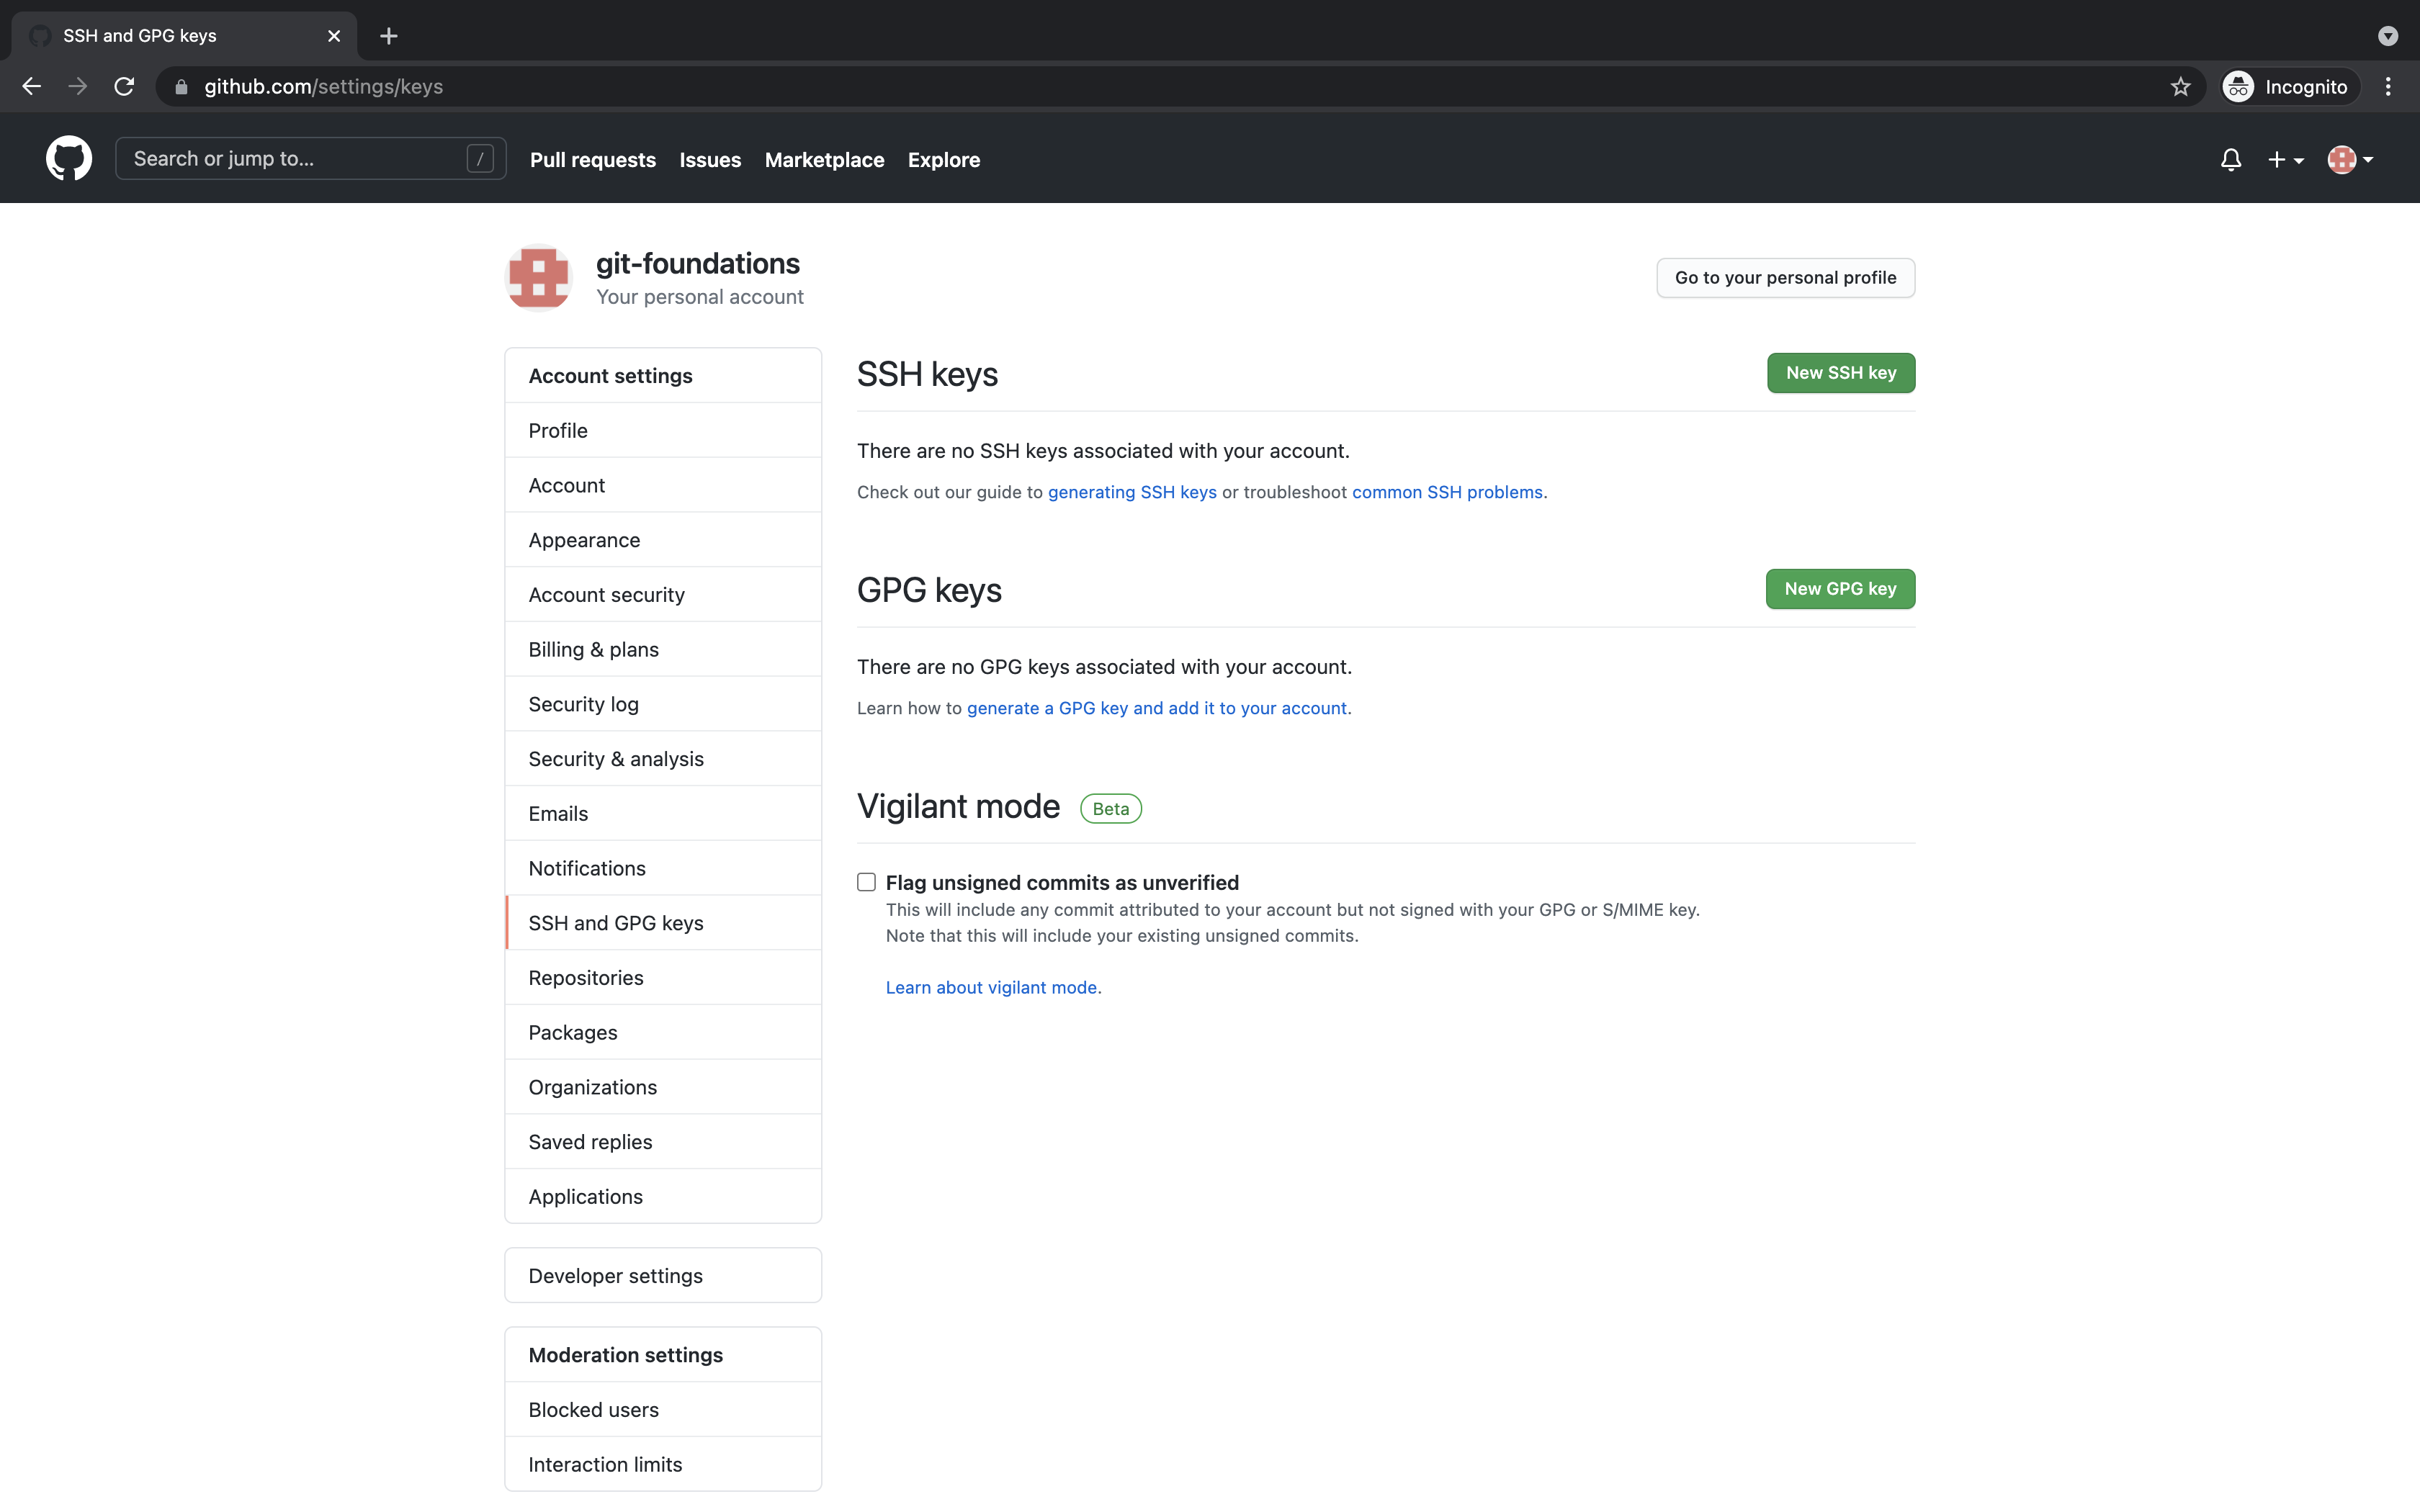 SSH and GPG keys
github.com/settings/keys
Incognito
Search or jump to...
/
Pull requests
Issues
Marketplace
Explore
git-foundations
Your personal account
Go to your personal profile
Account settings
Profile
Account
Appearance
Account security
Billing & plans
Security log
Security & analysis
Emails
Notifications
SSH and GPG keys
Repositories
Packages
Organizations
Saved replies
Applications
Developer settings
Moderation settings
Blocked users
Interaction limits
SSH keys
New SSH key
There are no SSH keys associated with your account.
Check out our guide to generating SSH keys or troubleshoot common SSH problems.
GPG keys
New GPG key
There are no GPG keys associated with your account.
Learn how to generate a GPG key and add it to your account.
Vigilant mode
Beta
Flag unsigned commits as unverified
This will include any commit attributed to your account but not signed with your GPG or S/MIME key.
Note that this will include your existing unsigned commits.
Learn about vigilant mode.